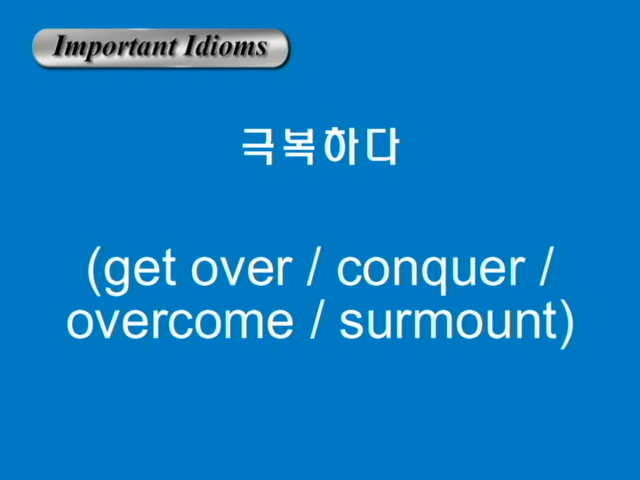 Important Idioms
극복하다
(get over / conquer /
overcome / surmount)